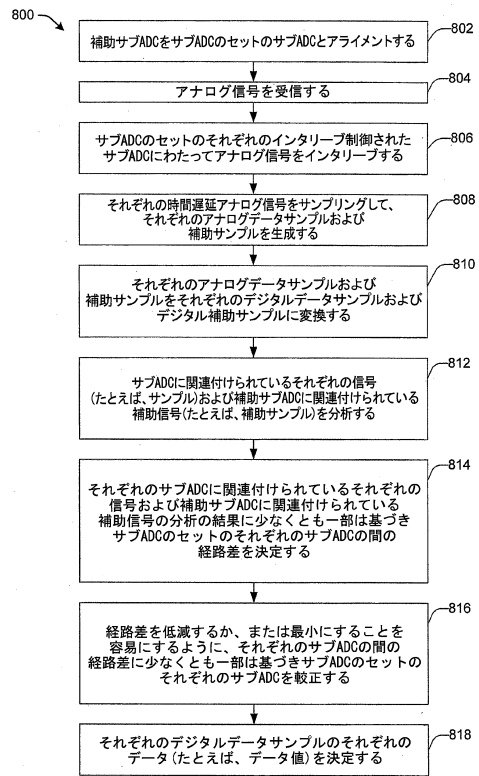 800
補助サブADCをサブADCのセットのサブADCとアライメントする
802
アナログ信号を受信する
804
サブADCのセットのそれぞれのインタリーブ制御された
サブADCにわたってアナログ信号をインタリーブする
806
それぞれの時間遅延アナログ信号をサンプリングして、
それぞれのアナログデータサンプルおよび
補助サンプルを生成する
808
それぞれのアナログデータサンプルおよび
補助サンプルをそれぞれのデジタルデータサンプルおよび
デジタル補助サンプルに変換する
810
サブADCに関連付けられているそれぞれの信号
(たとえば、サンプル)および補助サブADCに関連付けられている
補助信号(たとえば、補助サンプル)を分析する
812
それぞれのサブADCに関連付けられているそれぞれの
信号および補助サブADCに関連付けられている
補助信号の分析の結果に少なくとも一部は基づき
サブADCのセットのそれぞれのサブADCの間の
経路差を決定する
814
経路差を低減するか、または最小にすることを
容易にするように、それぞれのサブADCの間の
経路差に少なくとも一部は基づきサブADCのセットの
それぞれのサブADCを較正する
816
それぞれのデジタルデータサンプルのそれぞれの
データ(たとえば、データ値)を決定する
818